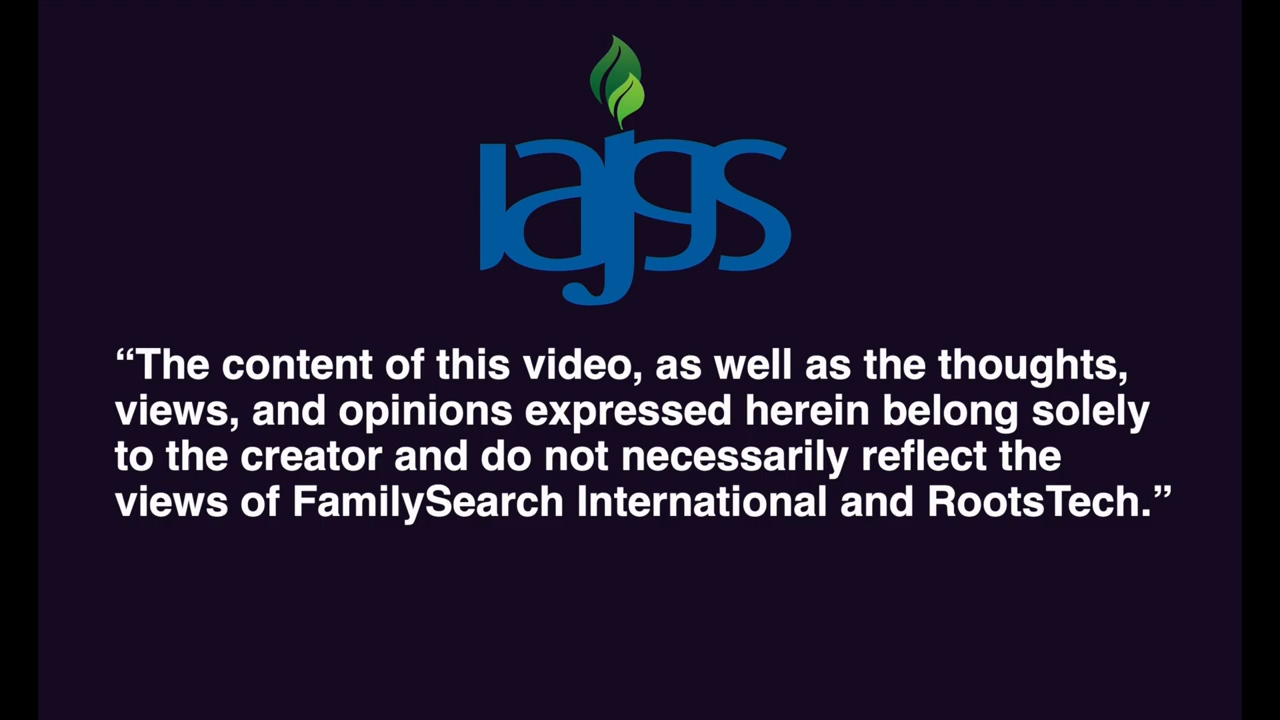 iajgs
“The content of this video, as well as the thoughts,
views, and opinions expressed herein belong solely
to the creator and do not necessarily reflect the
views of FamilySearch International and RootsTech.”